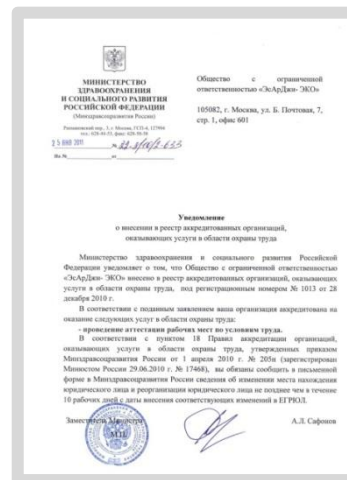 МИНИСТЕРСТВО
ЗДРАВООХРАНЕНИЯ
И СОЦИАЛЬНОГО РАЗВИТИЯ
РОССИЙСКОЙ ФЕДЕРАЦИИ
(Минздравсоцразвития России)
Общество с ограниченной
ответственностью «ЭсАрДжи- ЭКО»
105082, г. Москва, ул. Б. Почтовая, 7,
стр. 1, офис 601
Уведомление
о внесении в реестр аккредитованных организаций,
оказывающих услуги в области охраны труда
Министерство здравоохранения и социального развития Российской
Федерации уведомляет о том, что Общество с ограниченной ответственностью
«ЭсАрДжи- ЭКО» внесено в реестр аккредитованных организаций, оказывающих
услуги в области охраны труда, под регистрационным номером № 1013 от 28
декабря 2010 г.
В соответствии с поданным заявлением ваша организация аккредитована на
оказание следующих услуг в области охраны труда:
- проведение аттестации рабочих мест по условиям труда.
В соответствии с пунктом 18 Правил аккредитации организаций,
оказывающих услуги в области охраны труда, утвержденных приказом
Минздравсоцразвития России от 1 апреля 2010 г. № 205н (зарегистрирован
Минюстом России 29.06.2010 г. № 17468), вы обязаны сообщить в письменной
форме в Минздравсоцразвития России сведения об изменении места нахождения
юридического лица и реорганизации юридического лица не позднее чем в течение
10 рабочих дней с даты внесения соответствующих изменений в ЕГРЮЛ.
Заместитель Министра
А.Л. Сафонов